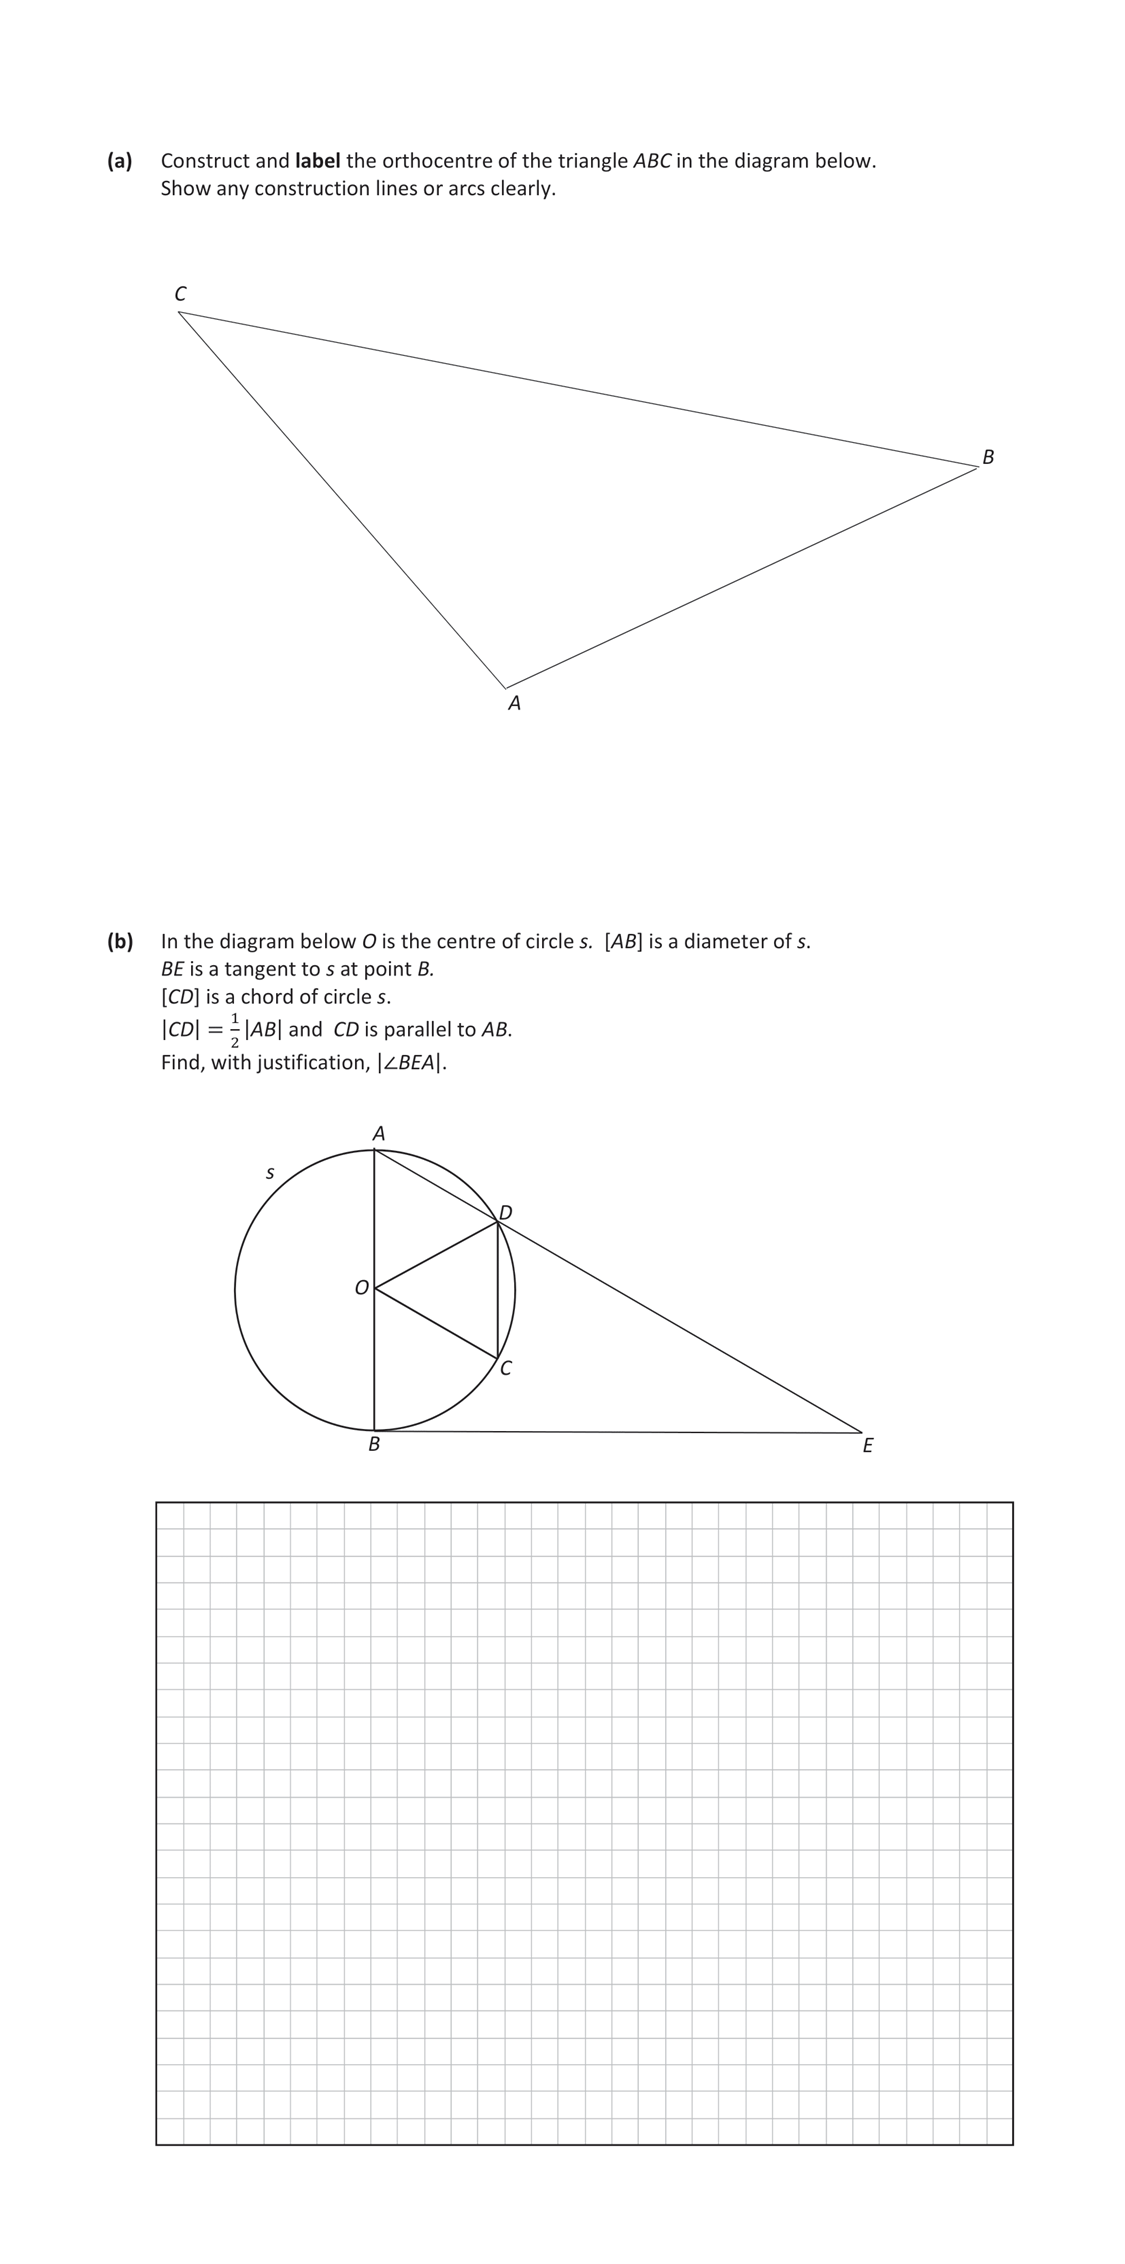 (a) Construct and label the orthocentre of the triangle ABC in the diagram below.
Show any construction lines or arcs clearly.
C
B
A
(b) In the diagram below O is the centre of circle s. [AB] is a diameter of s.
BE is a tangent to s at point B.
[CD] is a chord of circle s.
|CD| = 1/2 |AB| and CD is parallel to AB.
Find, with justification, |∠BEA|.
A
s
D
O
C
B
E